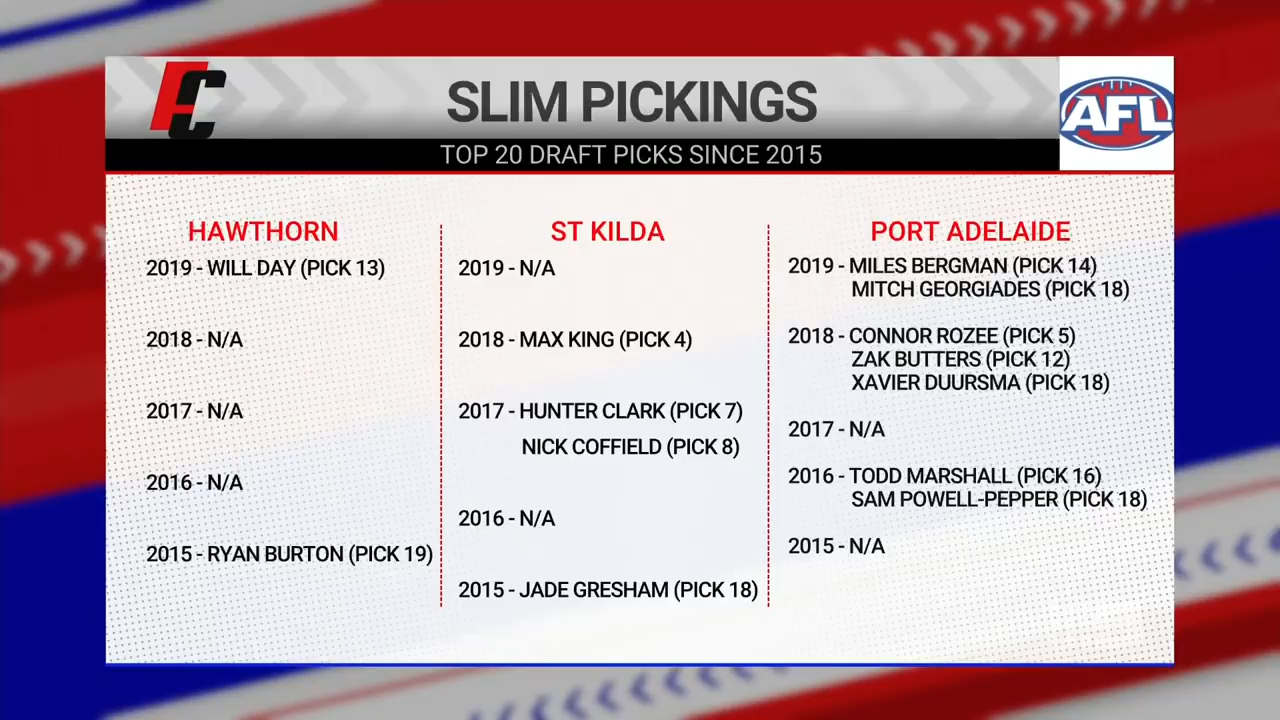 FC
SLIM PICKINGS
AFL
TOP 20 DRAFT PICKS SINCE 2015
HAWTHORN
2019 - WILL DAY (PICK 13)
2018 - N/A
2017 - N/A
2016 - N/A
2015 - RYAN BURTON (PICK 19)
ST KILDA
2019 - N/A
2018 - MAX KING (PICK 4)
2017 - HUNTER CLARK (PICK 7)
NICK COFFIELD (PICK 8)
2016 - N/A
2015 - JADE GRESHAM (PICK 18)
PORT ADELAIDE
2019 - MILES BERGMAN (PICK 14)
MITCH GEORGIADES (PICK 18)
2018 - CONNOR ROZEE (PICK 5)
ZAK BUTTERS (PICK 12)
XAVIER DUURSMA (PICK 18)
2017 - N/A
2016 - TODD MARSHALL (PICK 16)
SAM POWELL-PEPPER (PICK 18)
2015 - N/A